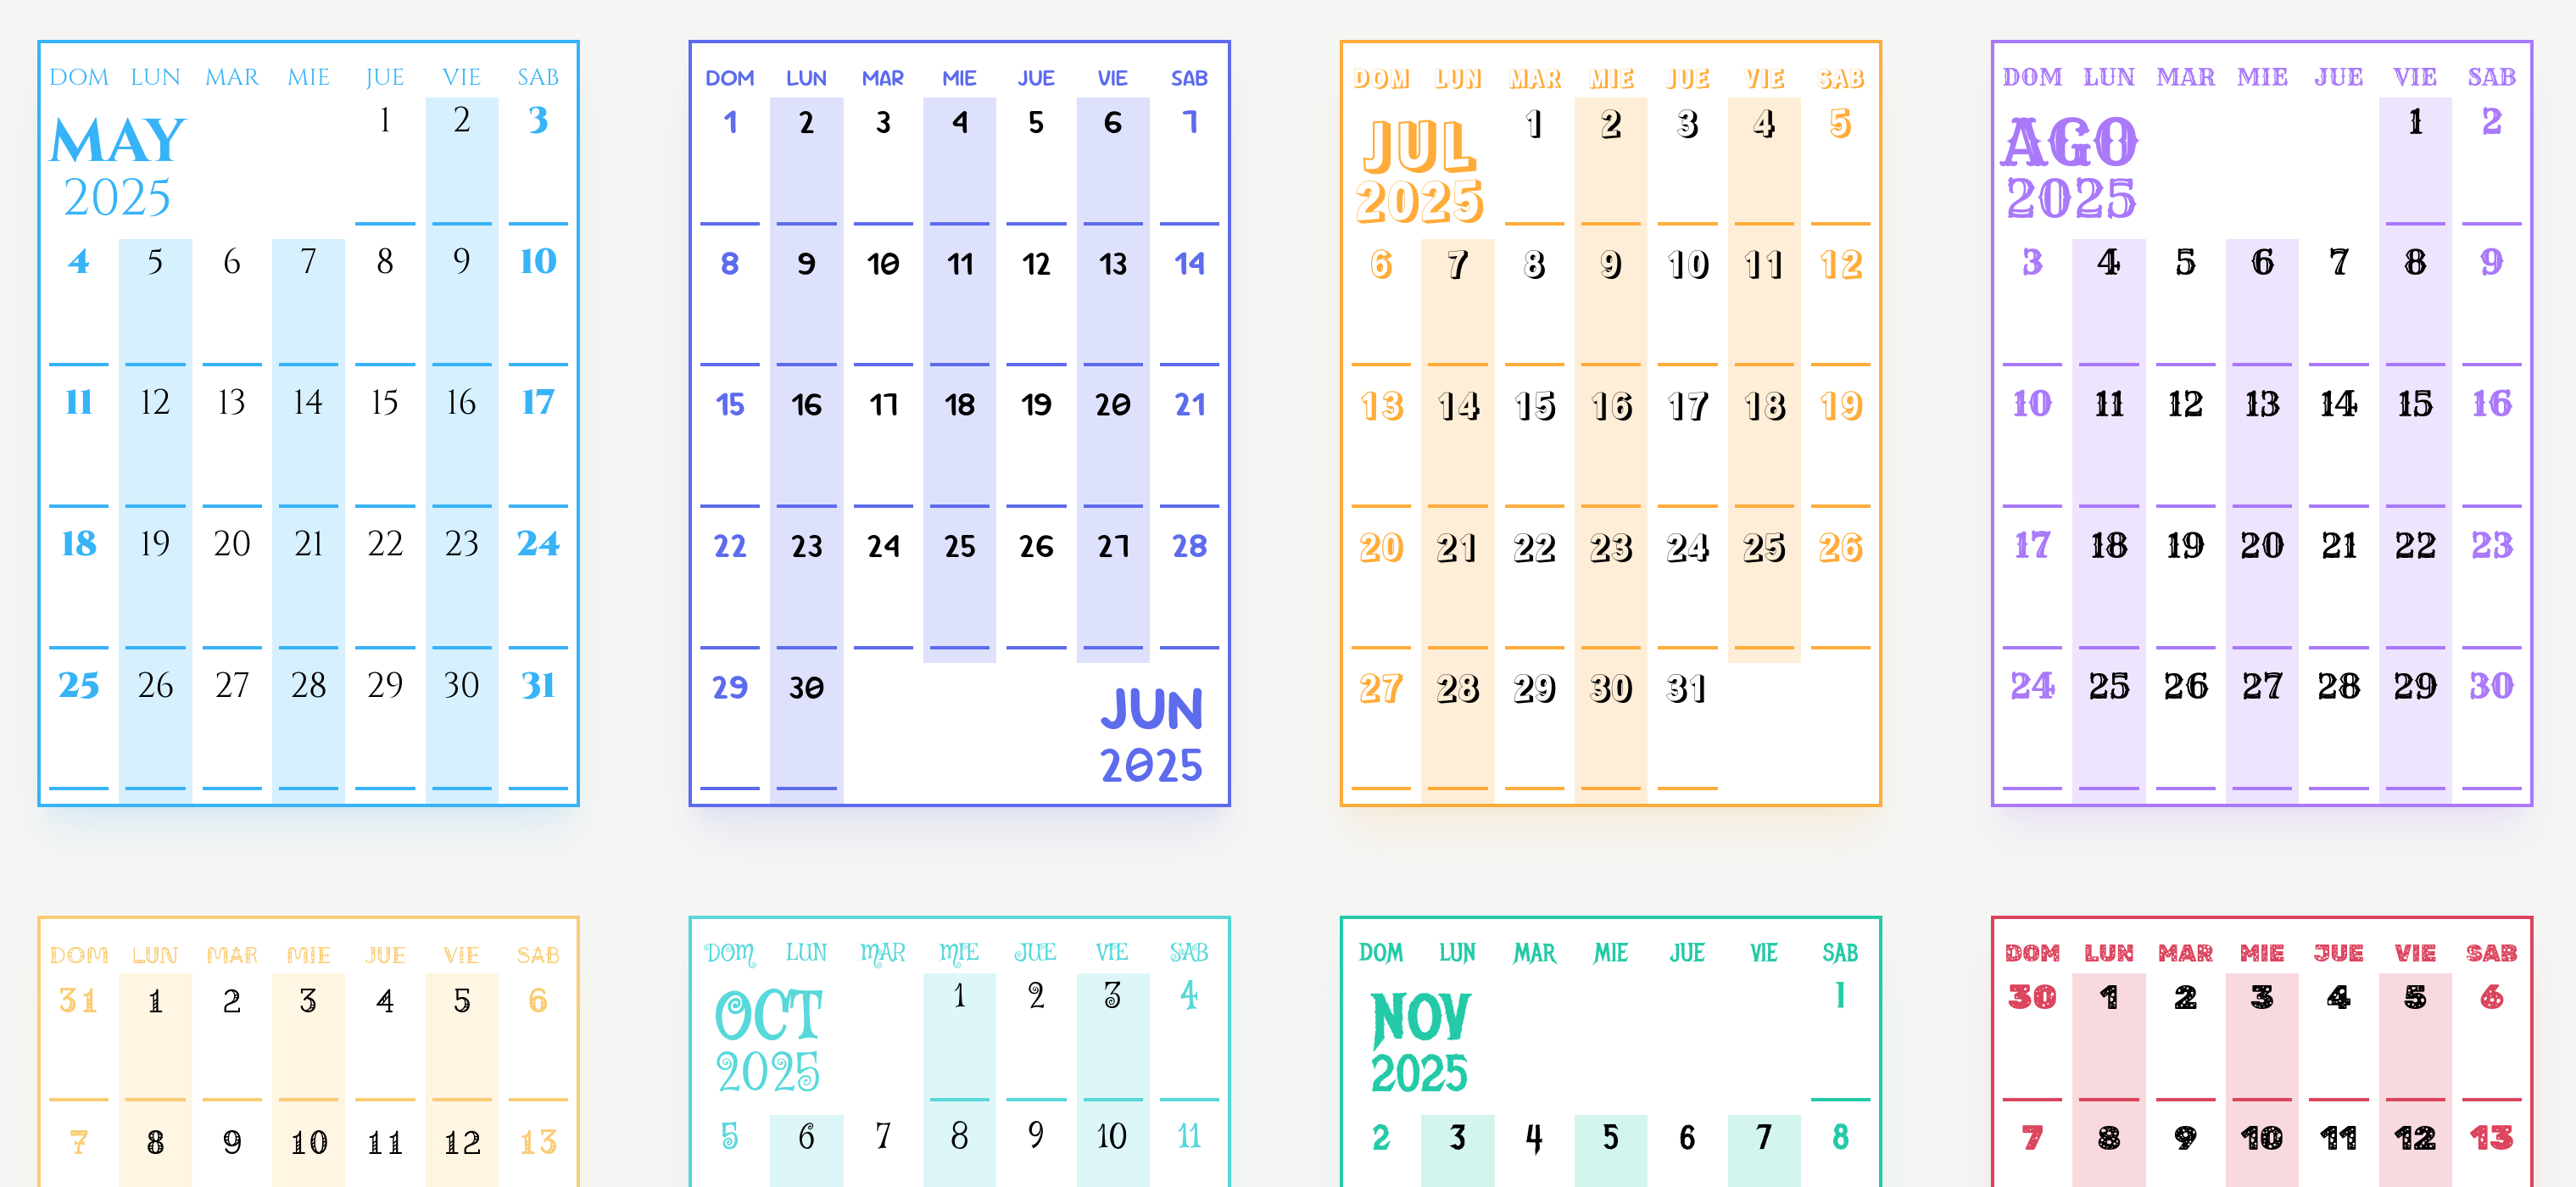 DOM LUN MAR MIE JUE VIE SAB
MAY
2025
1 2 3
4 5 6 7 8 9 10
11 12 13 14 15 16 17
18 19 20 21 22 23 24
25 26 27 28 29 30 31
DOM LUN MAR MIE JUE VIE SAB
1 2 3 4 5 6 7
8 9 10 11 12 13 14
15 16 17 18 19 20 21
22 23 24 25 26 27 28
29 30
JUN
2025
DOM LUN MAR MIE JUE VIE SAB
JUL
2025
1 2 3 4 5
6 7 8 9 10 11 12
13 14 15 16 17 18 19
20 21 22 23 24 25 26
27 28 29 30 31
DOM LUN MAR MIE JUE VIE SAB
AGO
2025
1 2
3 4 5 6 7 8 9
10 11 12 13 14 15 16
17 18 19 20 21 22 23
24 25 26 27 28 29 30
DOM LUN MAR MIE JUE VIE SAB
31 1 2 3 4 5 6
7 8 9 10 11 12 13
DOM LUN MAR MIE JUE VIE SAB
OCT
2025
1 2 3 4
5 6 7 8 9 10 11
DOM LUN MAR MIE JUE VIE SAB
NOV
2025
1
2 3 4 5 6 7 8
DOM LUN MAR MIE JUE VIE SAB
30 1 2 3 4 5 6
7 8 9 10 11 12 13